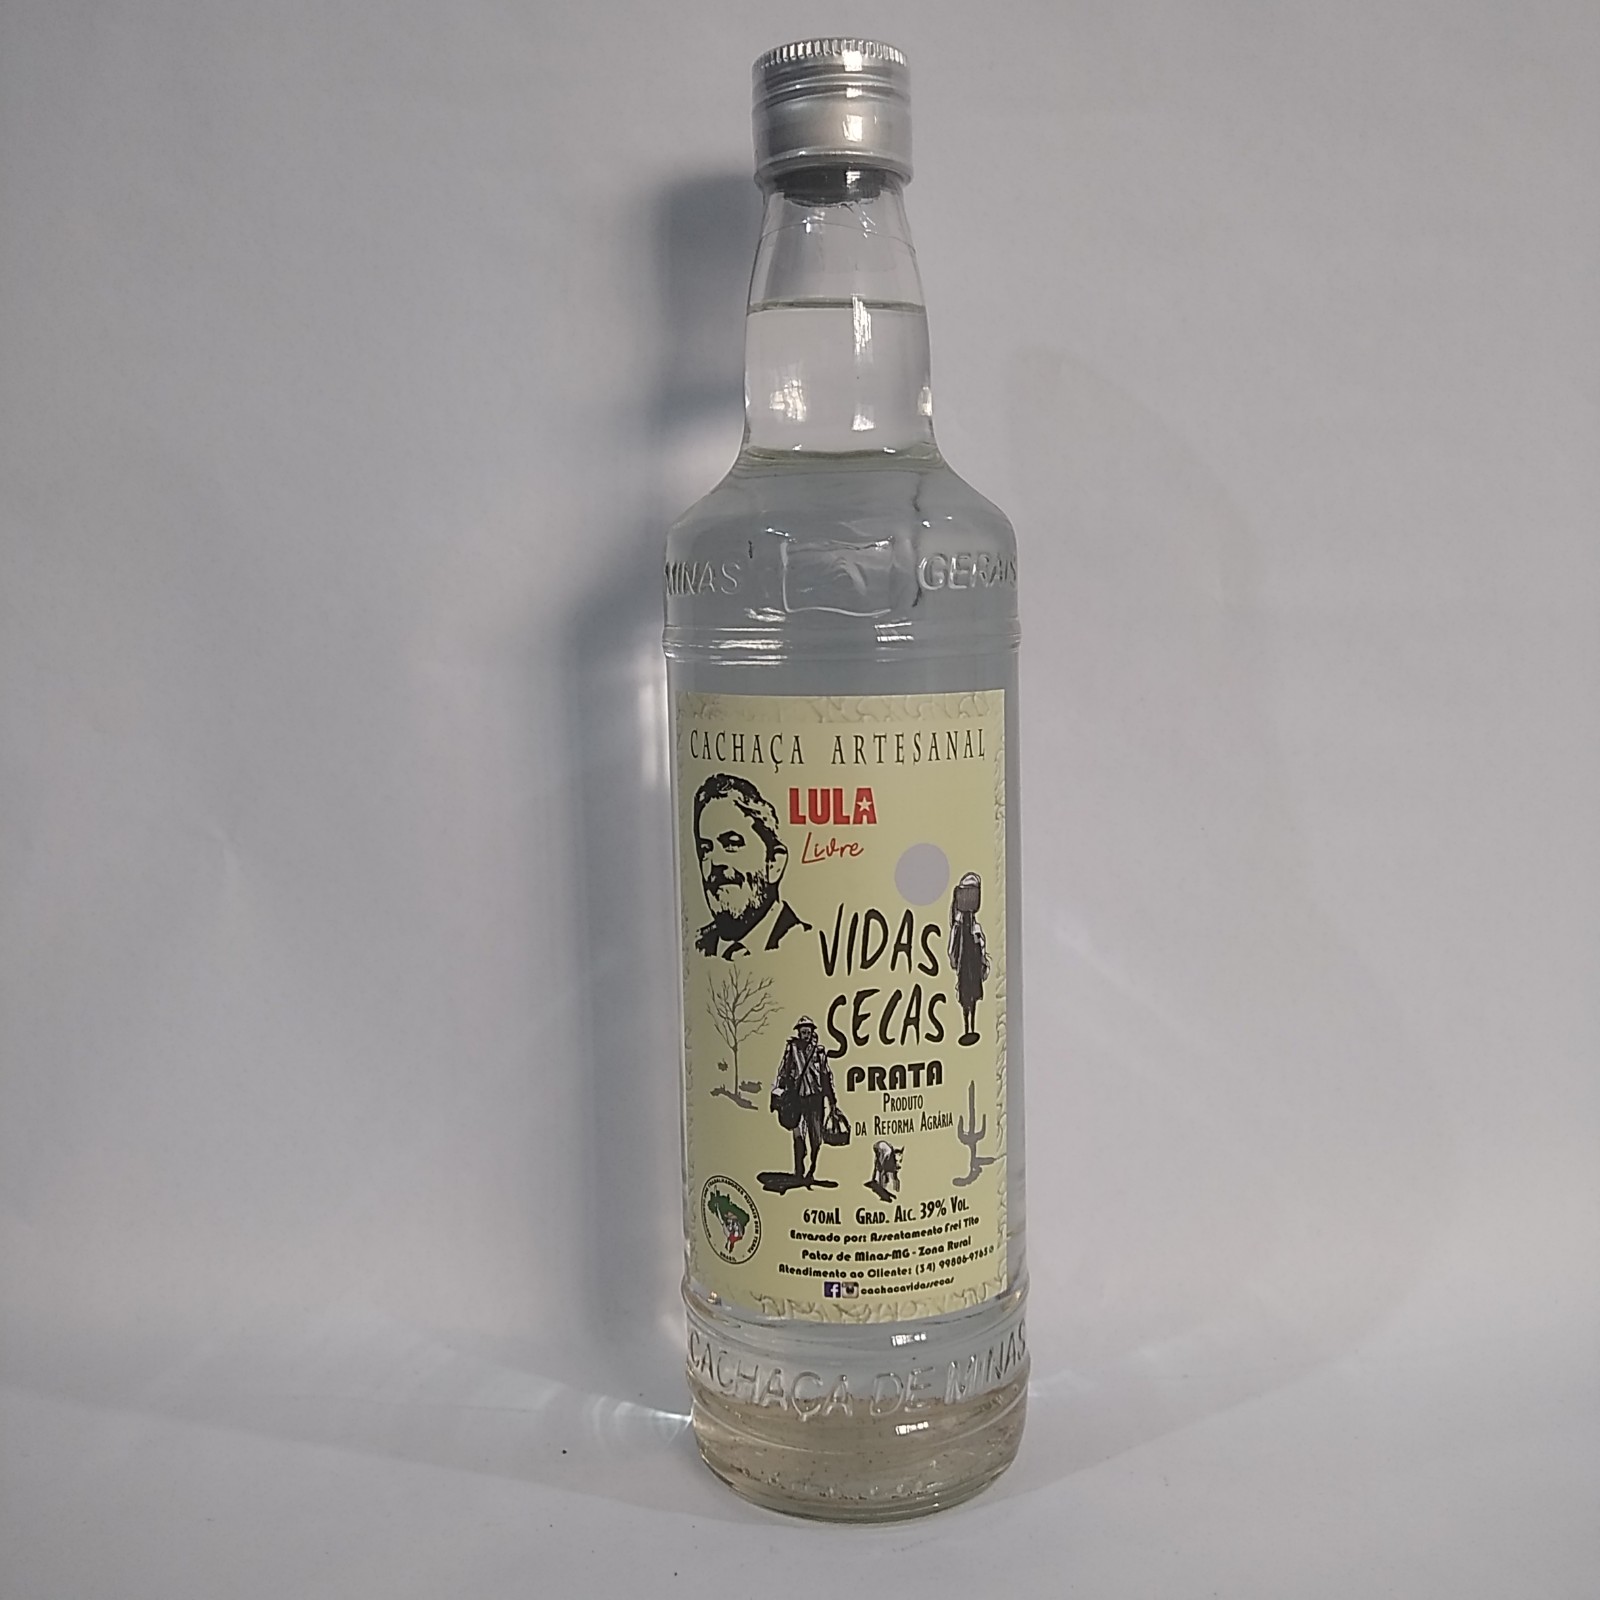 MINAS GERAIS
CACHAÇA ARTESANAL
LULA
Livre
VIDAS
SECAS
PRATA
PRODUTO
DA REFORMA AGRÁRIA
670ML GRAD. ALC. 39% VOL.
Envasado por: Assentamento Frei Tito
Patos de Minas-MG - Zona Rural
Atendimento ao Cliente: (34) 99806-9765
cachacavidassecas
BRASIL
CACHAÇA DE MINAS